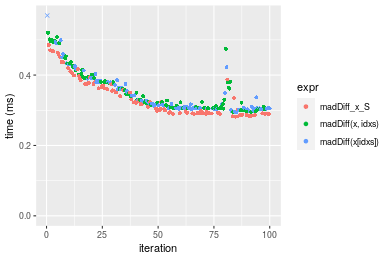 time (ms)
0.4
0.2
0.0
0
25
50
75
100
iteration
expr
madDiff_x_S
madDiff(x, idxs)
madDiff(x[idxs])